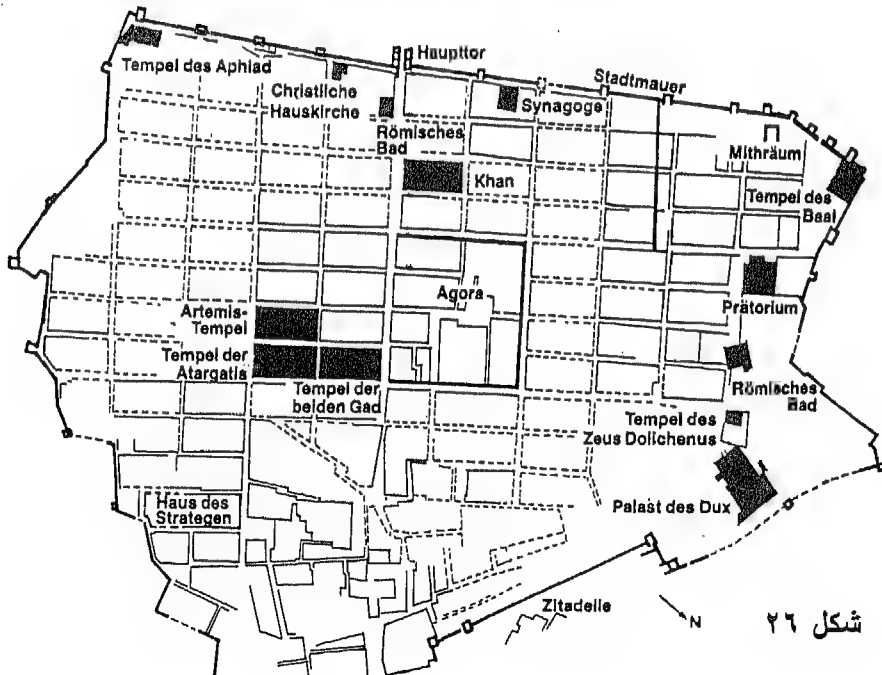 Haupttor
Tempel des Aphlad
Stadtmauer
Christliche
Hauskirche
Synagoge
Römisches
Bad
Mithräum
Khan
Tempel des
Baal
Agora
Artemis-
Tempel
Prätorium
Tempel der
Atargatis
Tempel der
beiden Gad
Römisches
Bad
Tempel des
Zeus Dolichenus
Haus des
Strategen
Palast des Dux
Zitadelle
N
شكل ٢٦